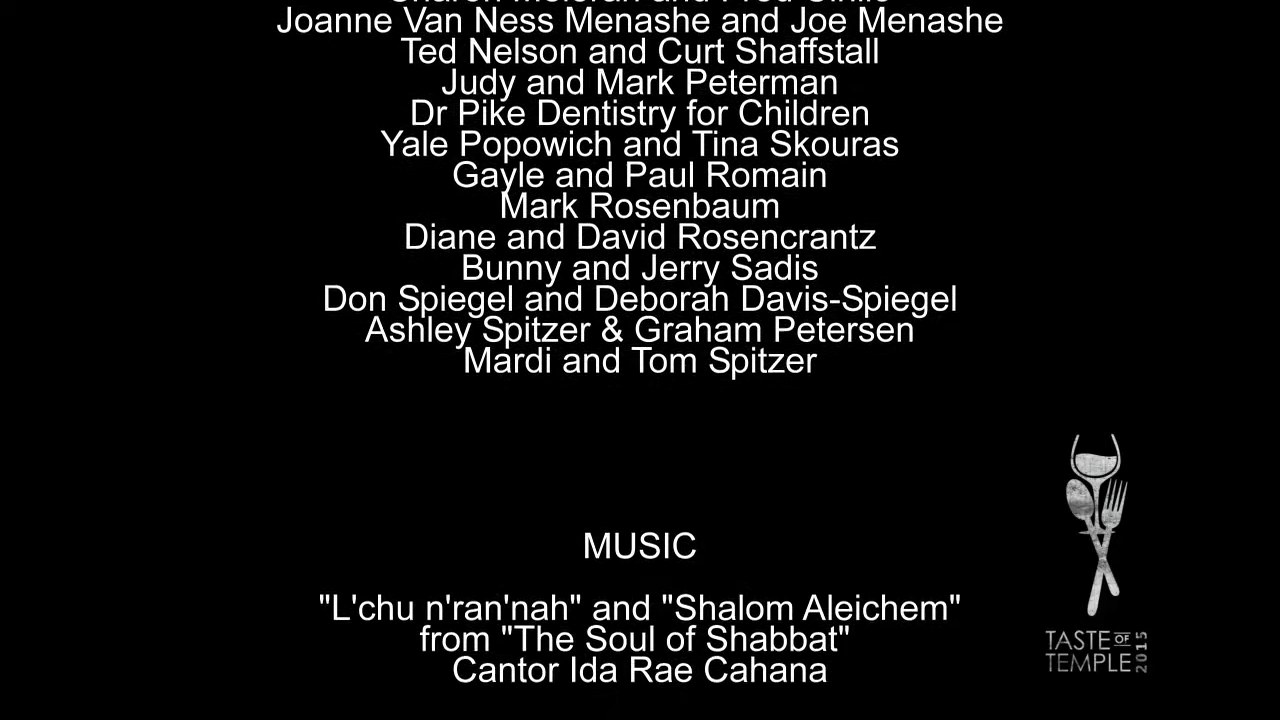 Joanne Van Ness Menashe and Joe Menashe
Ted Nelson and Curt Shaffstall
Judy and Mark Peterman
Dr Pike Dentistry for Children
Yale Popowich and Tina Skouras
Gayle and Paul Romain
Mark Rosenbaum
Diane and David Rosencrantz
Bunny and Jerry Sadis
Don Spiegel and Deborah Davis-Spiegel
Ashley Spitzer & Graham Petersen
Mardi and Tom Spitzer
MUSIC
"L'chu n'ran'nah" and "Shalom Aleichem"
from "The Soul of Shabbat"
Cantor Ida Rae Cahana
TASTE OF
TEMPLE 2015